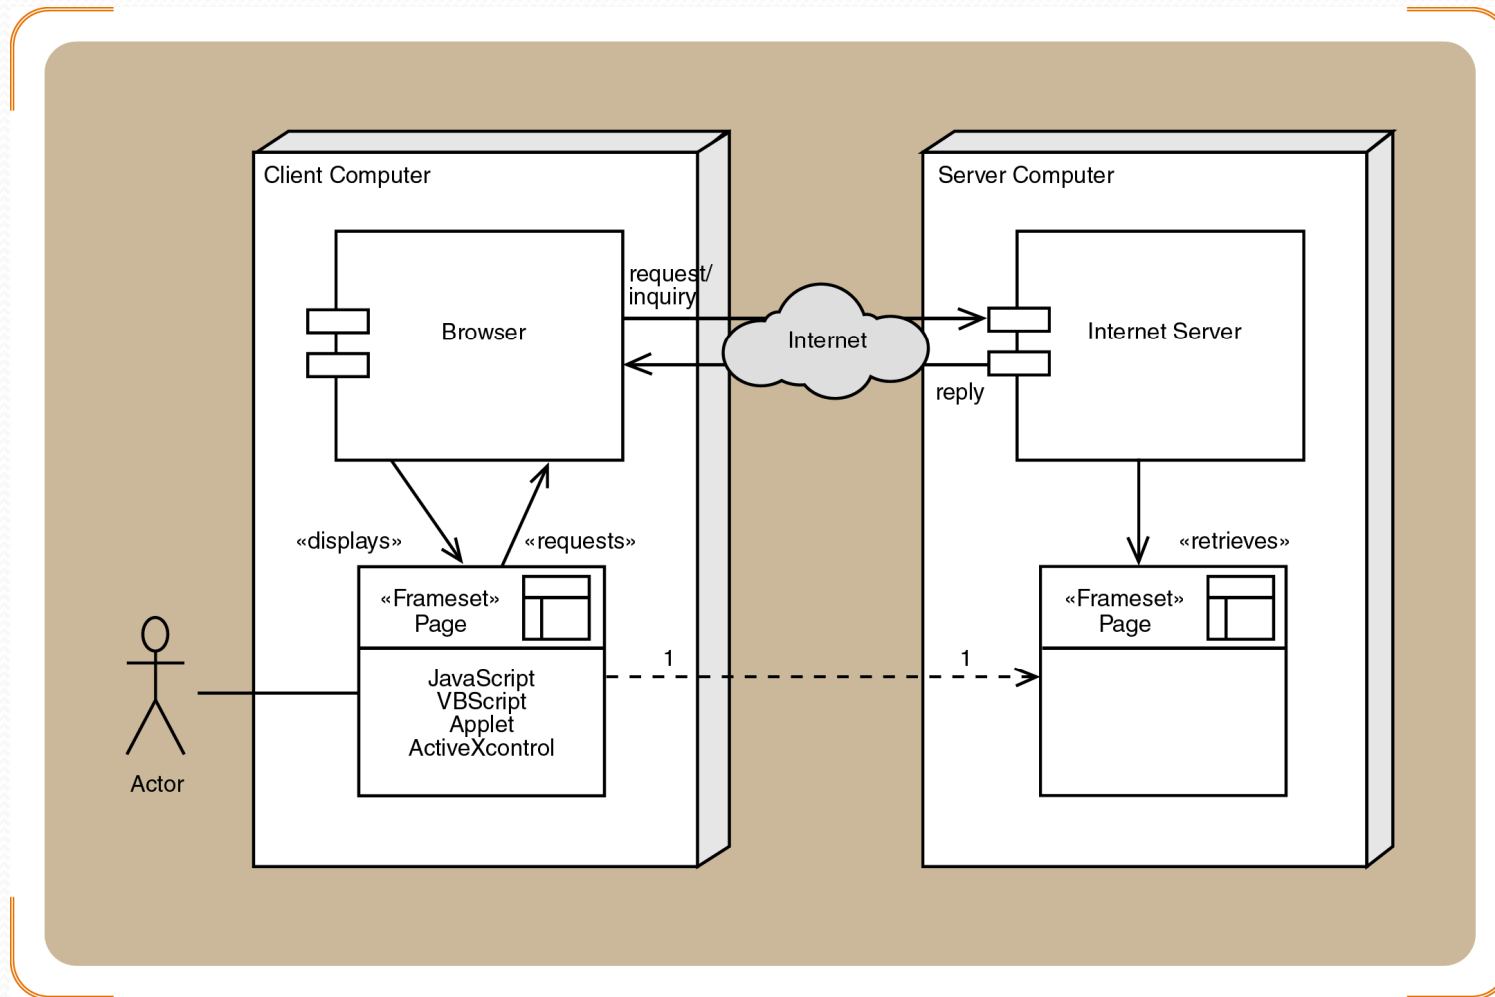 Client Computer
Server Computer
request/
inquiry
Browser
Internet
Internet Server
reply
«displays»
«requests»
«retrieves»
«Frameset»
Page
«Frameset»
Page
1
1
JavaScript
VBScript
Applet
ActiveXcontrol
Actor